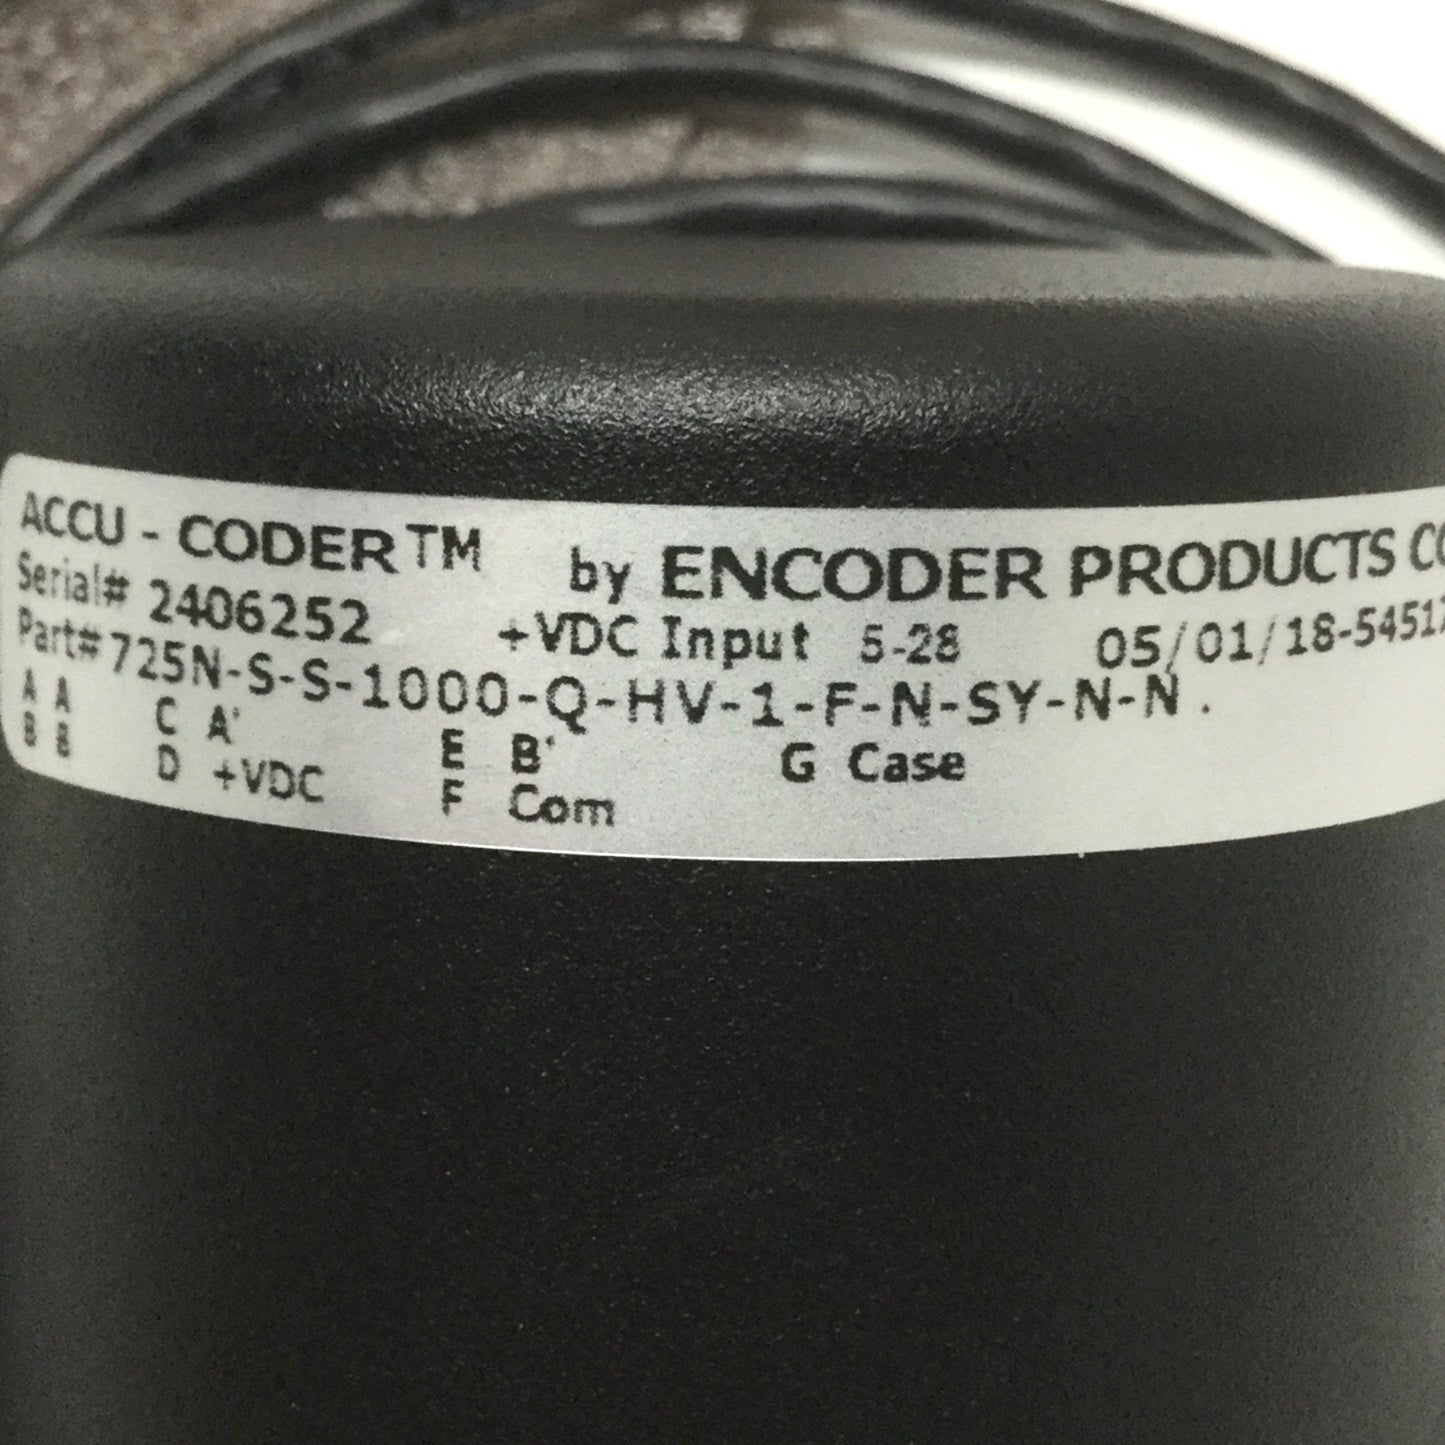 ACCU - CODER™ by ENCODER PRODUCTS
Serial# 2406252 +VDC Input 5-28 05/01/18-5451
Part# 725N-S-S-1000-Q-HV-1-F-N-SY-N-N .
A A C A' E B' G Case
B B D +VDC F Com